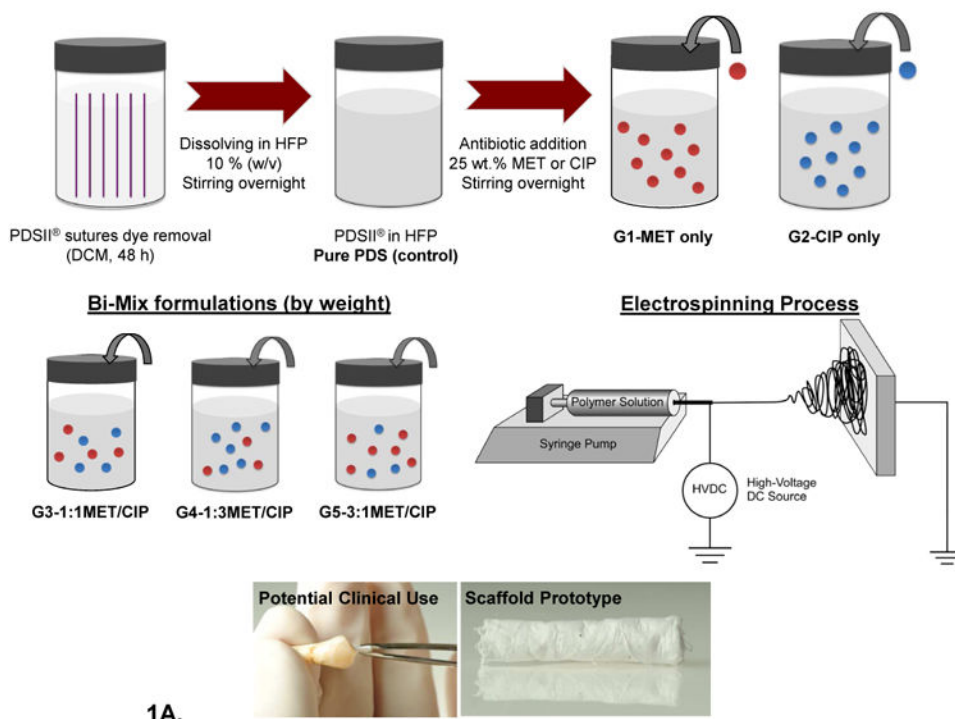 Dissolving in HFP
10 % (w/v)
Stirring overnight
Antibiotic addition
25 wt.% MET or CIP
Stirring overnight
PDSII® sutures dye removal
(DCM, 48 h)
PDSII® in HFP
Pure PDS (control)
G1-MET only
G2-CIP only
Bi-Mix formulations (by weight)
G3-1:1MET/CIP
G4-1:3MET/CIP
G5-3:1MET/CIP
Electrospinning Process
Polymer Solution
Syringe Pump
HVDC
High-Voltage
DC Source
Potential Clinical Use
Scaffold Prototype
1A.